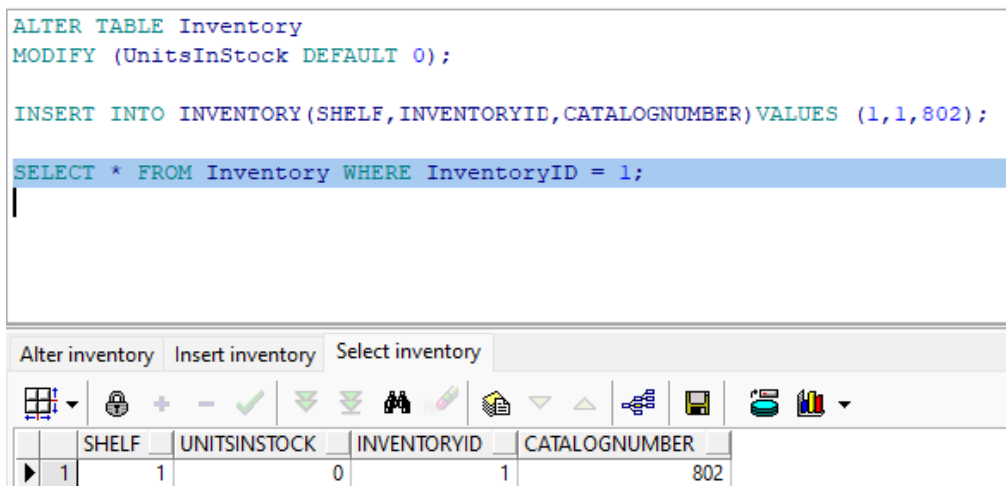 ALTER TABLE Inventory
MODIFY (UnitsInStock DEFAULT 0);
INSERT INTO INVENTORY(SHELF,INVENTORYID,CATALOGNUMBER)VALUES (1,1,802);
SELECT * FROM Inventory WHERE InventoryID = 1;
Alter inventory Insert inventory Select inventory
SHELF UNITSINSTOCK INVENTORYID CATALOGNUMBER
1 1 0 1 802